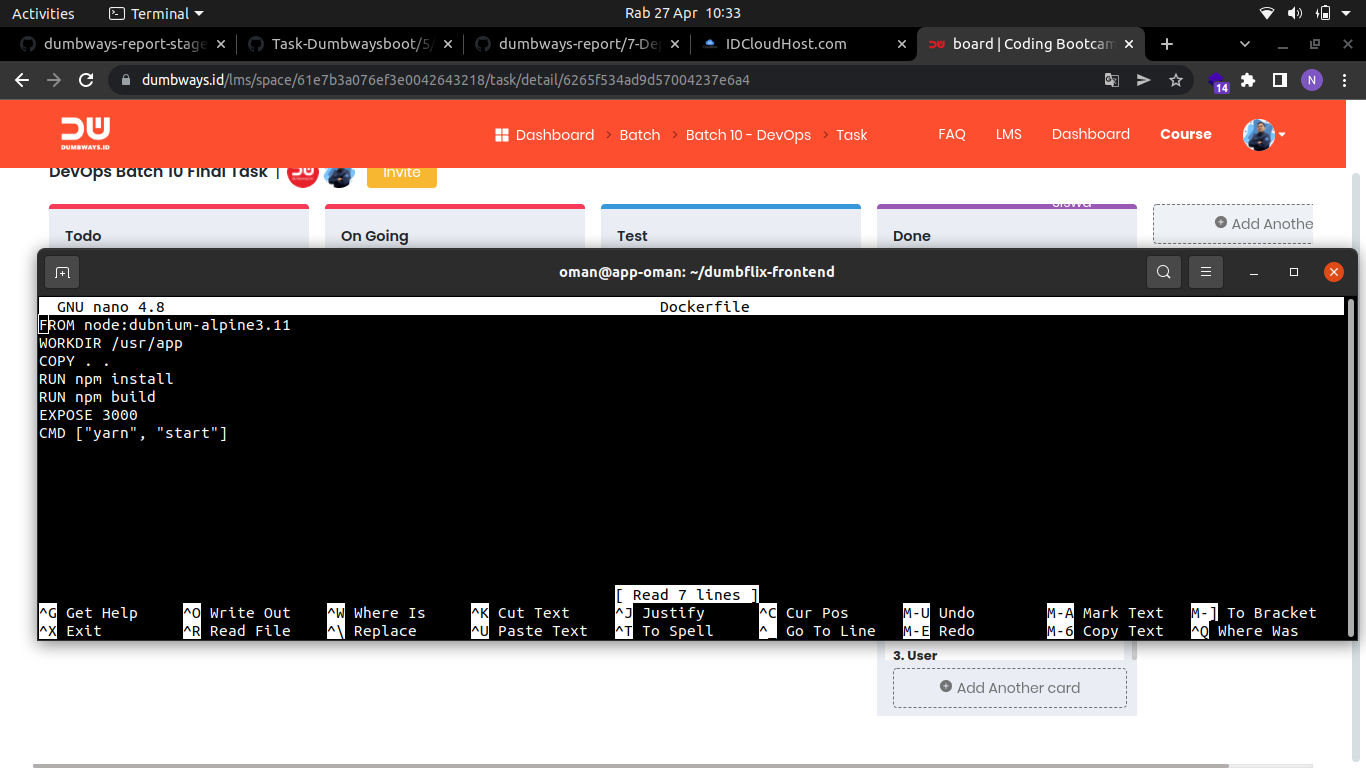 Activities Terminal Rab 27 Apr 10:33
dumbways-report-stage Task-Dumbwaysboot/5/ dumbways-report/7-Dep IDCloudHost.com board | Coding Bootcam
dumbways.id/lms/space/61e7b3a076ef3e0042643218/task/detail/6265f534ad9d57004237e6a4 14 N
DUMBWAYS.ID Dashboard > Batch > Batch 10 - DevOps > Task FAQ LMS Dashboard Course
DevOps Batch 10 Final Task | Invite
siswa
Todo On Going Test Done Add Anothe
oman@app-oman: ~/dumbflix-frontend
GNU nano 4.8 Dockerfile
FROM node:dubnium-alpine3.11
WORKDIR /usr/app
COPY . .
RUN npm install
RUN npm build
EXPOSE 3000
CMD ["yarn", "start"]
[ Read 7 lines ]
^G Get Help ^O Write Out ^W Where Is ^K Cut Text ^J Justify ^C Cur Pos M-U Undo M-A Mark Text M-] To Bracket
^X Exit ^R Read File ^\ Replace ^U Paste Text ^T To Spell ^_ Go To Line M-E Redo M-6 Copy Text ^Q Where Was
3. User
Add Another card